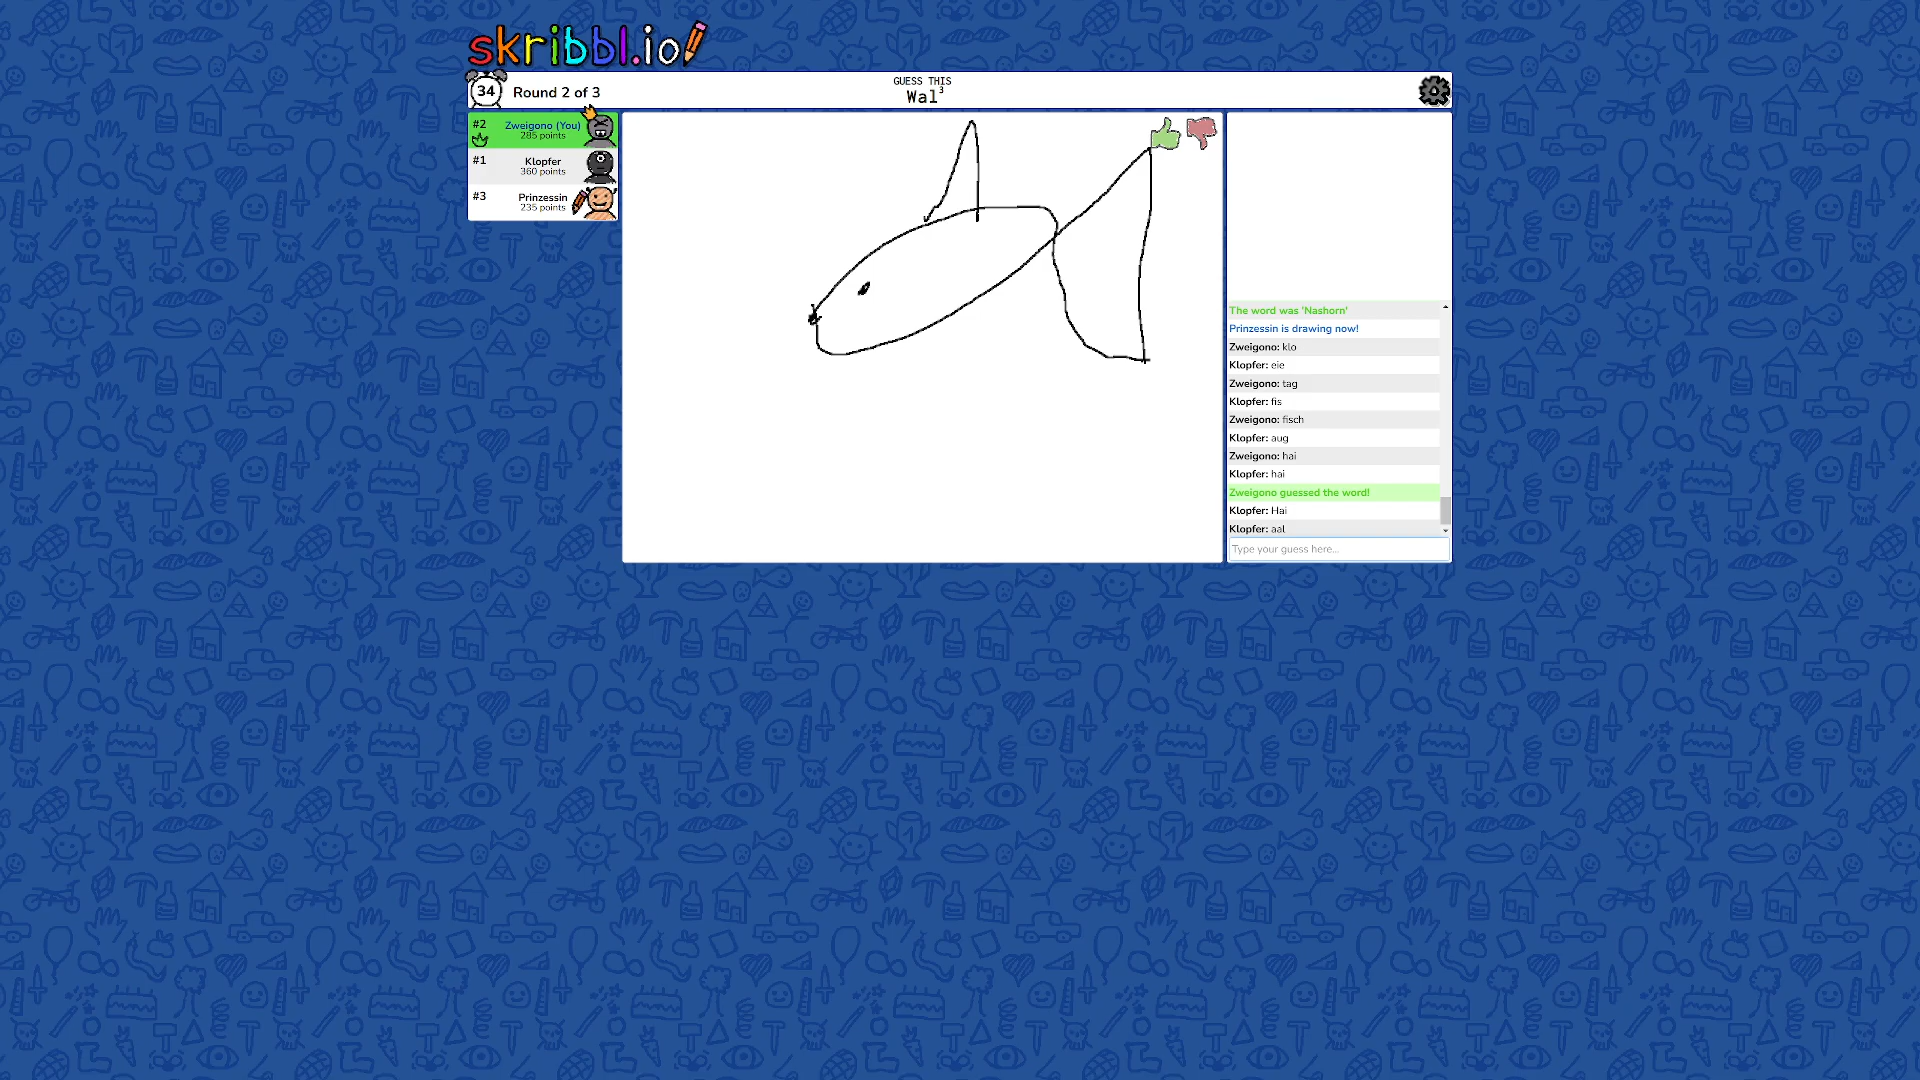 skribbl.io
34
Round 2 of 3
GUESS THIS
Wal³
#2
Zweigono (You)
285 points
#1
Klopfer
360 points
#3
Prinzessin
235 points
The word was 'Nashorn'
Prinzessin is drawing now!
Zweigono: klo
Klopfer: eie
Zweigono: tag
Klopfer: fis
Zweigono: fisch
Klopfer: aug
Zweigono: hai
Klopfer: hai
Zweigono guessed the word!
Klopfer: Hai
Klopfer: aal
Type your guess here...